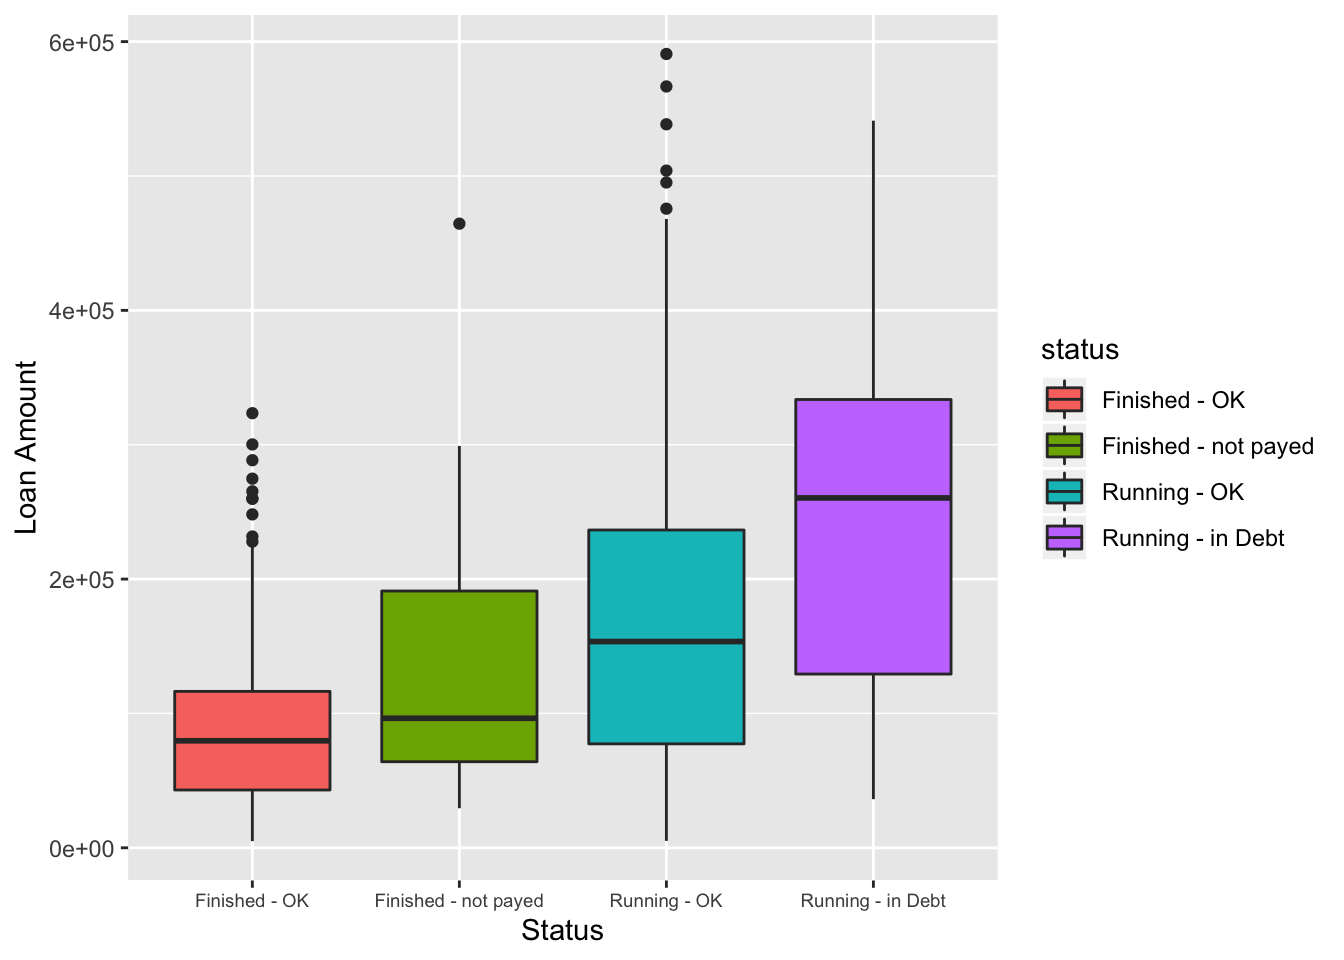 6e+05
4e+05
2e+05
0e+00
Loan Amount
Finished - OK
Finished - not payed
Running - OK
Running - in Debt
Status
status
Finished - OK
Finished - not payed
Running - OK
Running - in Debt